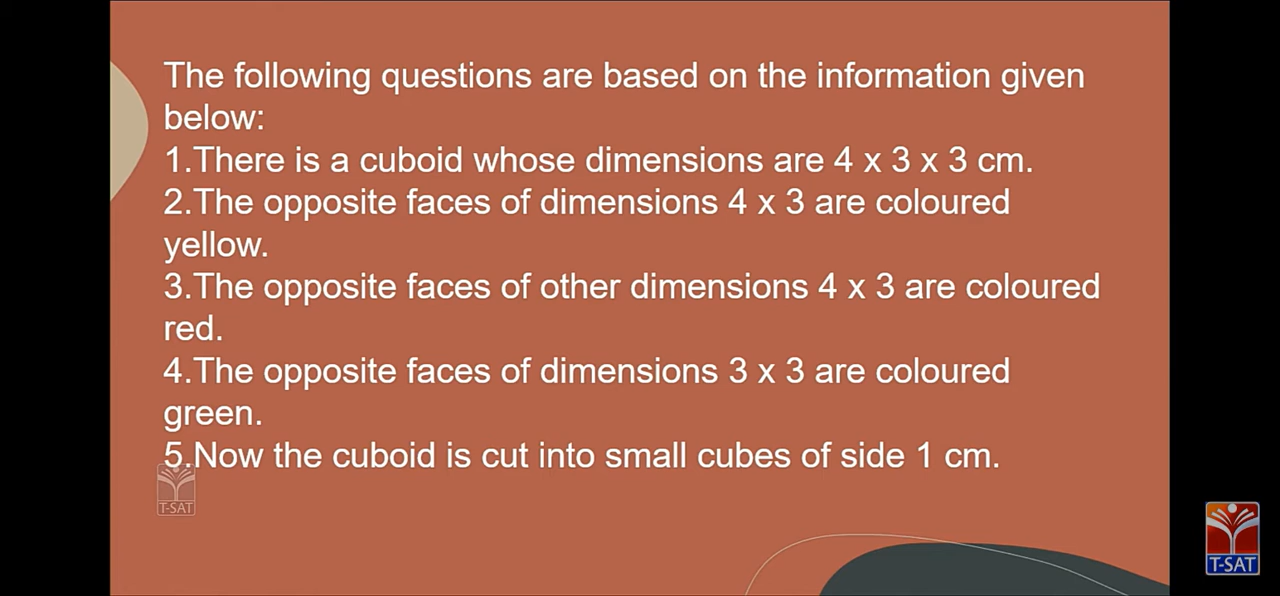 The following questions are based on the information given
below:
1.There is a cuboid whose dimensions are 4 x 3 x 3 cm.
2.The opposite faces of dimensions 4 x 3 are coloured
yellow.
3.The opposite faces of other dimensions 4 x 3 are coloured
red.
4.The opposite faces of dimensions 3 x 3 are coloured
green.
5.Now the cuboid is cut into small cubes of side 1 cm.
T-SAT
T-SAT